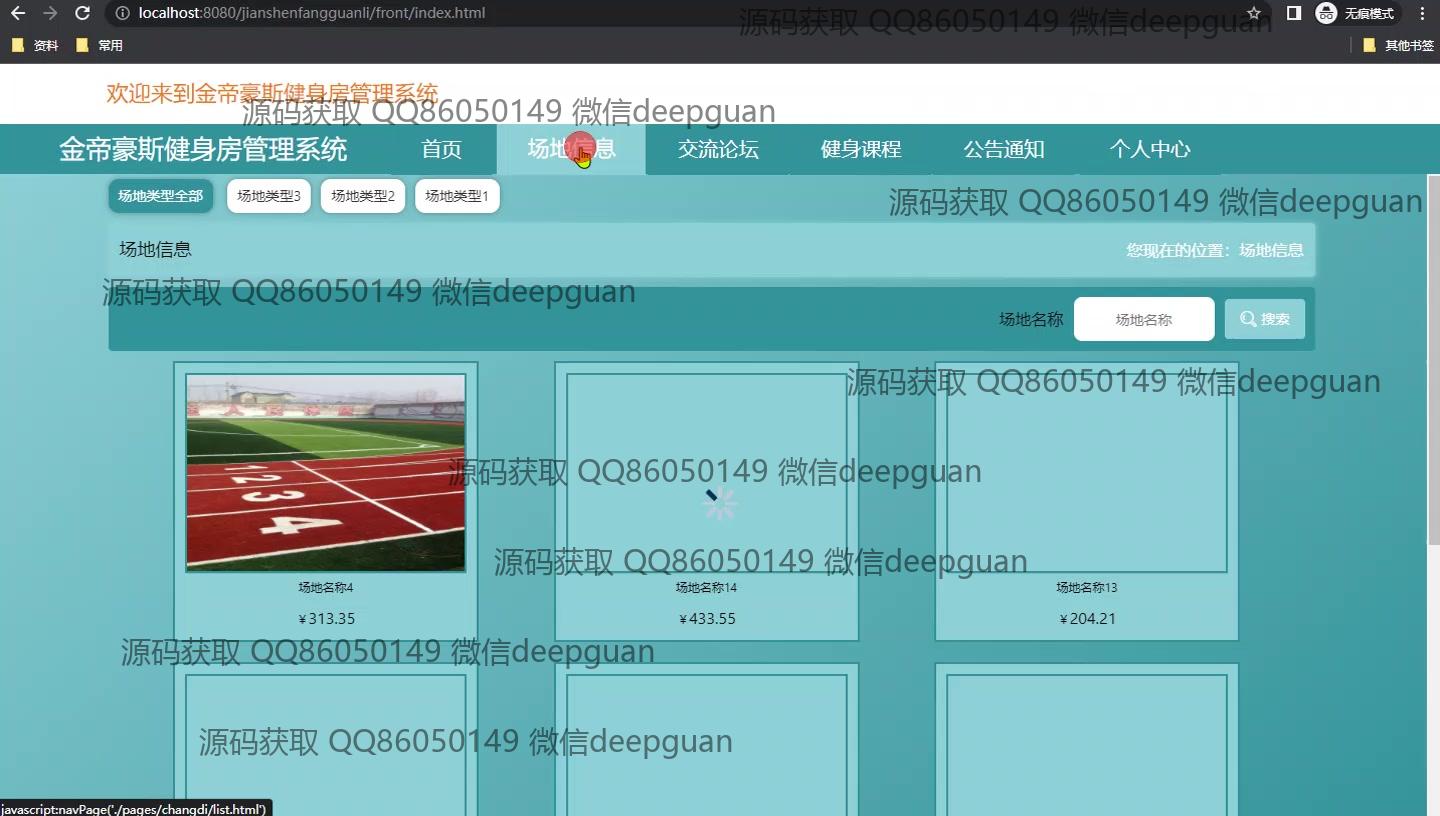 localhost:8080/jianshenfangguanli/front/index.html
无痕模式
源码获取 QQ86050149 微信deepguan
资料
常用
其他书签
欢迎来到金帝豪斯健身房管理系统
源码获取 QQ86050149 微信deepguan
金帝豪斯健身房管理系统
首页
场地信息
交流论坛
健身课程
公告通知
个人中心
场地类型全部
场地类型3
场地类型2
场地类型1
源码获取 QQ86050149 微信deepguan
场地信息
您现在的位置：场地信息
源码获取 QQ86050149 微信deepguan
场地名称
场地名称
搜索
源码获取 QQ86050149 微信deepguan
1 2 3 4
源码获取 QQ86050149 微信deepguan
源码获取 QQ86050149 微信deepguan
场地名称4
场地名称14
场地名称13
￥313.35
￥433.55
￥204.21
源码获取 QQ86050149 微信deepguan
源码获取 QQ86050149 微信deepguan
javascript:navPage('./pages/changdi/list.html')